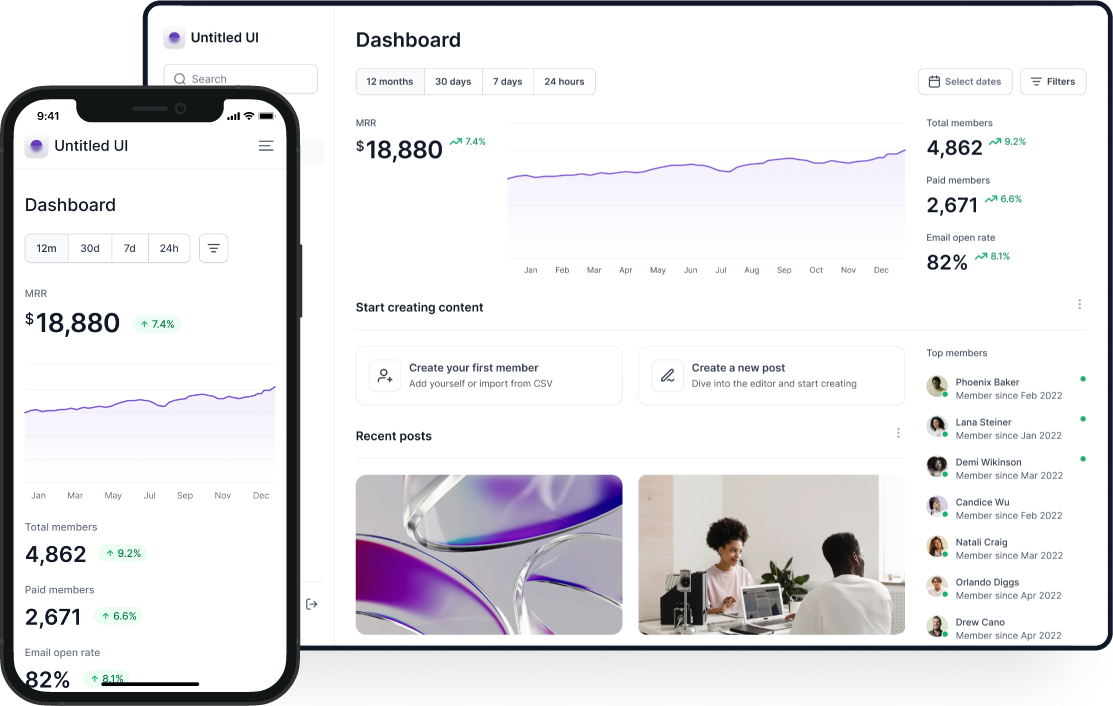 Untitled UI
Search
Dashboard
12 months 30 days 7 days 24 hours
Select dates Filters
MRR
$18,880 7.4%
Jan Feb Mar Apr May Jun Jul Aug Sep Oct Nov Dec
Total members
4,862 9.2%
Paid members
2,671 6.6%
Email open rate
82% 8.1%
Start creating content
Create your first member
Add yourself or import from CSV
Create a new post
Dive into the editor and start creating
Recent posts
Top members
Phoenix Baker
Member since Feb 2022
Lana Steiner
Member since Jan 2022
Demi Wikinson
Member since Mar 2022
Candice Wu
Member since Feb 2022
Natali Craig
Member since Mar 2022
Orlando Diggs
Member since Apr 2022
Drew Cano
Member since Apr 2022
9:41
Untitled UI
Dashboard
12m 30d 7d 24h
MRR
$18,880 7.4%
Jan Mar May Jul Sep Nov Dec
Total members
4,862 9.2%
Paid members
2,671 6.6%
Email open rate
82% 8.1%